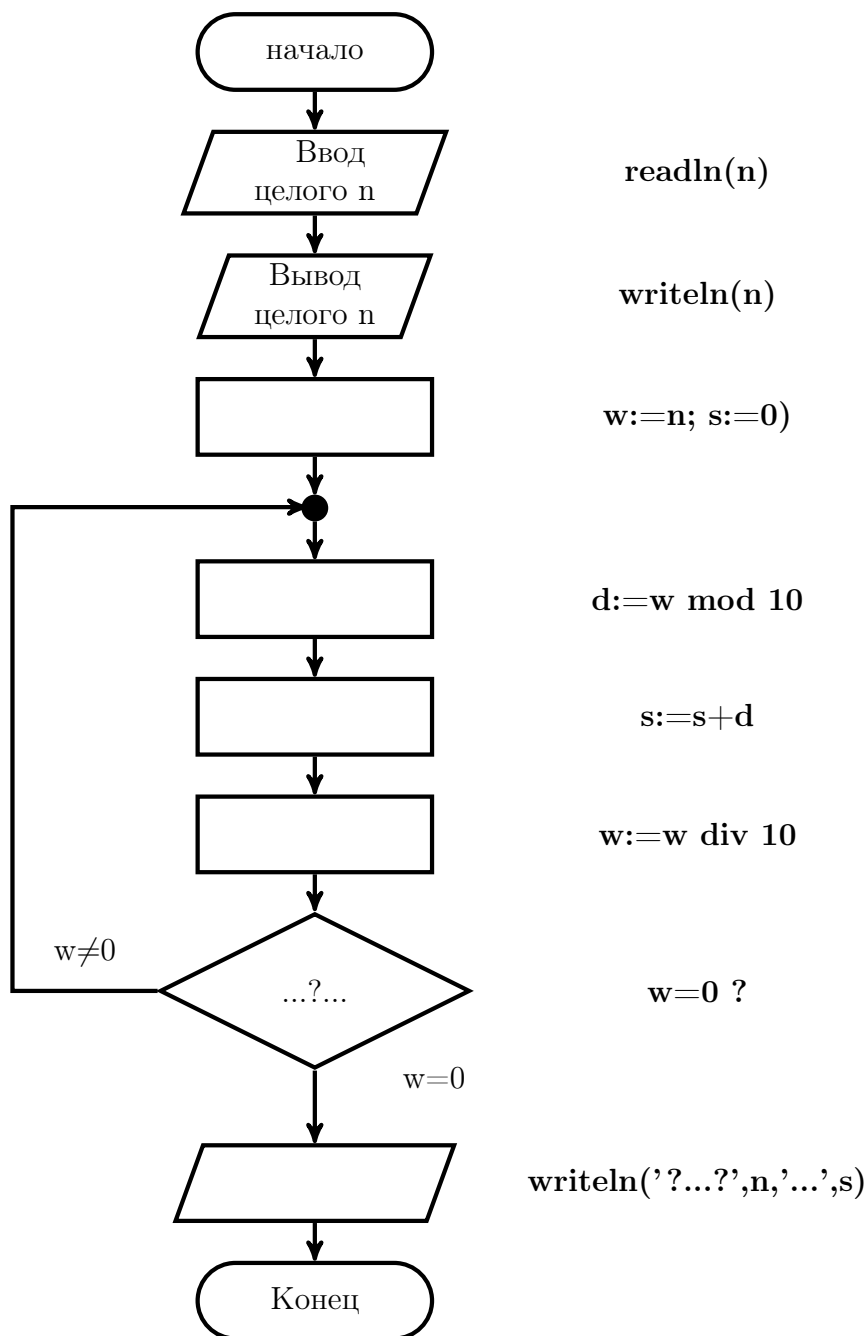 начало
Ввод
целого n
readln(n)
Вывод
целого n
writeln(n)
w:=n; s:=0)
d:=w mod 10
s:=s+d
w:=w div 10
w≠0
...?...
w=0 ?
w=0
writeln('?...?',n,'...',s)
Конец